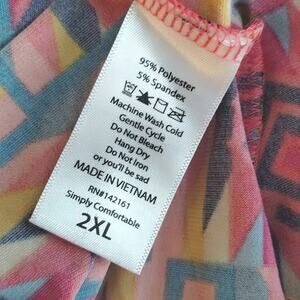 95% Polyester
5% Spandex
Machine Wash Cold
Gentle Cycle
Do Not Bleach
Hang Dry
Do Not Iron
or you'll be sad
MADE IN VIETNAM
RN#142161
Simply Comfortable
2XL